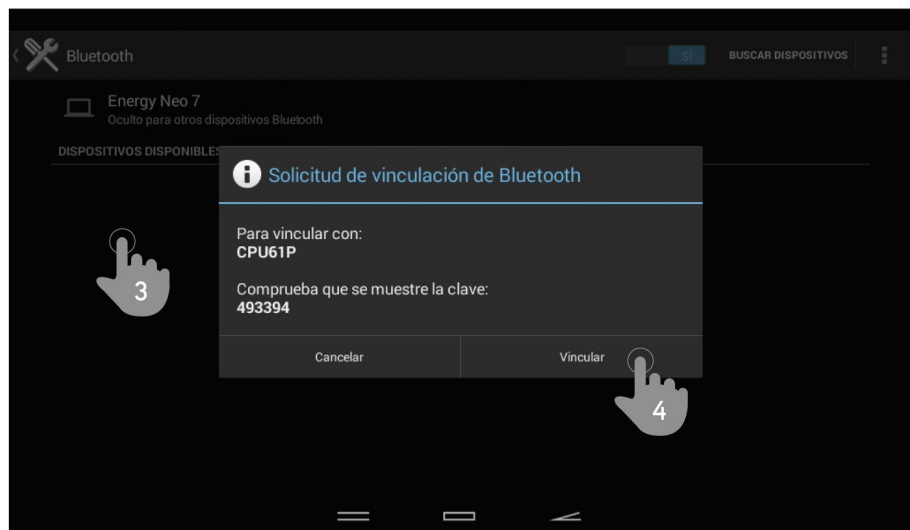 Bluetooth
SÍ
BUSCAR DISPOSITIVOS
Energy Neo 7
Oculto para otros dispositivos Bluetooth
DISPOSITIVOS DISPONIBLES
Solicitud de vinculación de Bluetooth
Para vincular con:
CPU61P
Comprueba que se muestre la clave:
493394
Cancelar
Vincular
3
4